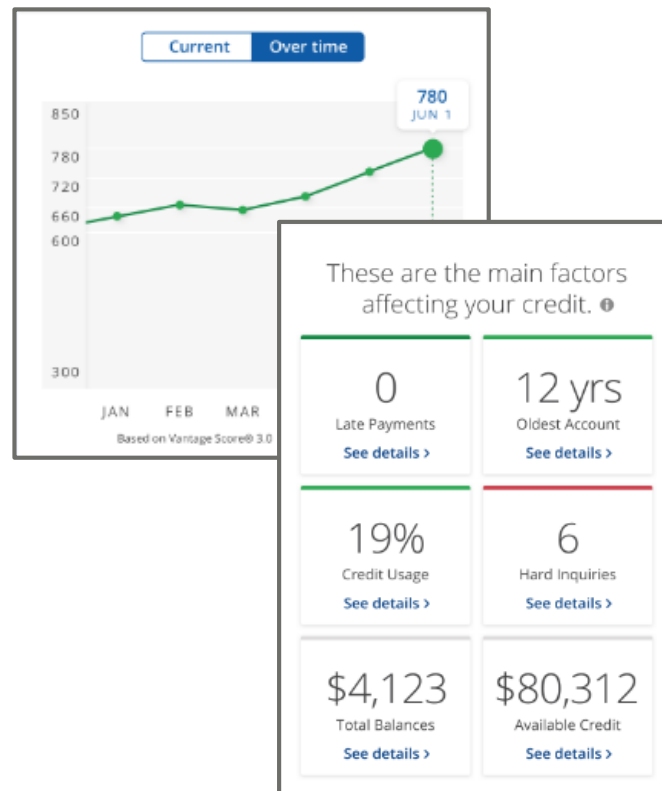 Current Over time
780
JUN 1
850
780
720
660
600
300
JAN FEB MAR
Based on Vantage Score® 3.0
These are the main factors
affecting your credit.
0 12 yrs
Late Payments Oldest Account
See details › See details ›
19% 6
Credit Usage Hard Inquiries
See details › See details ›
$4,123 $80,312
Total Balances Available Credit
See details › See details ›